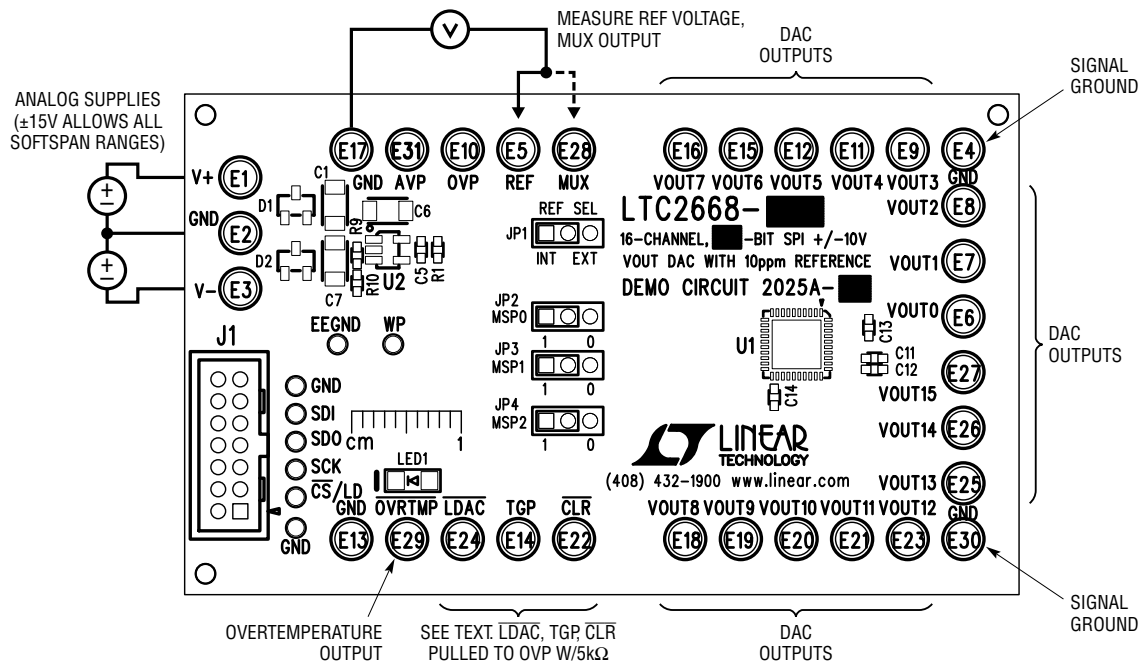 MEASURE REF VOLTAGE,
MUX OUTPUT
DAC
OUTPUTS
SIGNAL
GROUND
ANALOG SUPPLIES
(±15V ALLOWS ALL
SOFTSPAN RANGES)
V
E17
GND
E31
AVP
E10
OVP
E5
REF
E28
MUX
E16
VOUT7
E15
VOUT6
E12
VOUT5
E11
VOUT4
E9
VOUT3
E4
GND
V+
E1
GND
E2
V-
E3
D1
C1
C6
R9
D2
C7
R10
U2
C5
R1
REF SEL
JP1
INT EXT
LTC2668-
16-CHANNEL, -BIT SPI +/-10V
VOUT DAC WITH 10ppm REFERENCE
DEMO CIRCUIT 2025A-
VOUT2
E8
VOUT1
E7
VOUT0
E6
E27
VOUT15
VOUT14
E26
VOUT13
E25
GND
DAC
OUTPUTS
EEGND
WP
JP2
MSP0
1 0
JP3
MSP1
1 0
JP4
MSP2
1 0
U1
C13
C11
C12
C14
J1
GND
SDI
SDO
SCK
C̅S̅/LD
GND
cm 1
LED1
LINEAR
TECHNOLOGY
(408) 432-1900 www.linear.com
GND
E13
O̅V̅R̅T̅M̅P̅
E29
L̅D̅A̅C̅
E24
TGP
E14
C̅L̅R̅
E22
VOUT8
E18
VOUT9
E19
VOUT10
E20
VOUT11
E21
VOUT12
E23
E30
OVERTEMPERATURE
OUTPUT
SEE TEXT. L̅D̅A̅C̅, TGP, C̅L̅R̅
PULLED TO OVP W/5kΩ
DAC
OUTPUTS
SIGNAL
GROUND